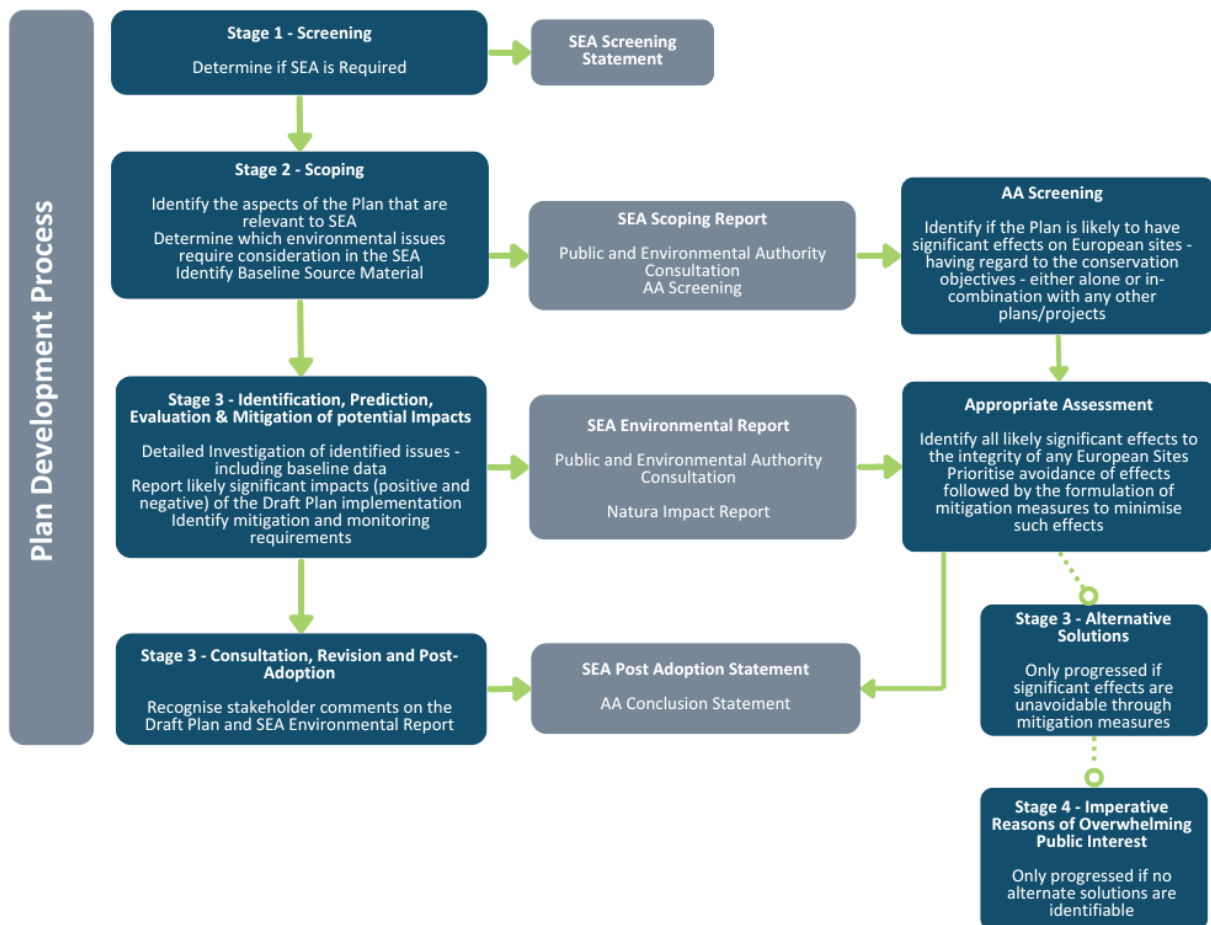 Plan Development Process
Stage 1 - Screening
Determine if SEA is Required
SEA Screening
Statement
Stage 2 - Scoping
Identify the aspects of the Plan that are
relevant to SEA
Determine which environmental issues
require consideration in the SEA
Identify Baseline Source Material
SEA Scoping Report
Public and Environmental Authority
Consultation
AA Screening
AA Screening
Identify if the Plan is likely to have
significant effects on European sites -
having regard to the conservation
objectives - either alone or in-
combination with any other
plans/projects
Stage 3 - Identification, Prediction,
Evaluation & Mitigation of potential Impacts
Detailed Investigation of identified issues -
including baseline data
Report likely significant impacts (positive and
negative) of the Draft Plan implementation
Identify mitigation and monitoring
requirements
SEA Environmental Report
Public and Environmental Authority
Consultation
Natura Impact Report
Appropriate Assessment
Identify all likely significant effects to
the integrity of any European Sites
Prioritise avoidance of effects
followed by the formulation of
mitigation measures to minimise
such effects
Stage 3 - Consultation, Revision and Post-
Adoption
Recognise stakeholder comments on the
Draft Plan and SEA Environmental Report
SEA Post Adoption Statement
AA Conclusion Statement
Stage 3 - Alternative
Solutions
Only progressed if
significant effects are
unavoidable through
mitigation measures
Stage 4 - Imperative
Reasons of Overwhelming
Public Interest
Only progressed if no
alternate solutions are
identifiable